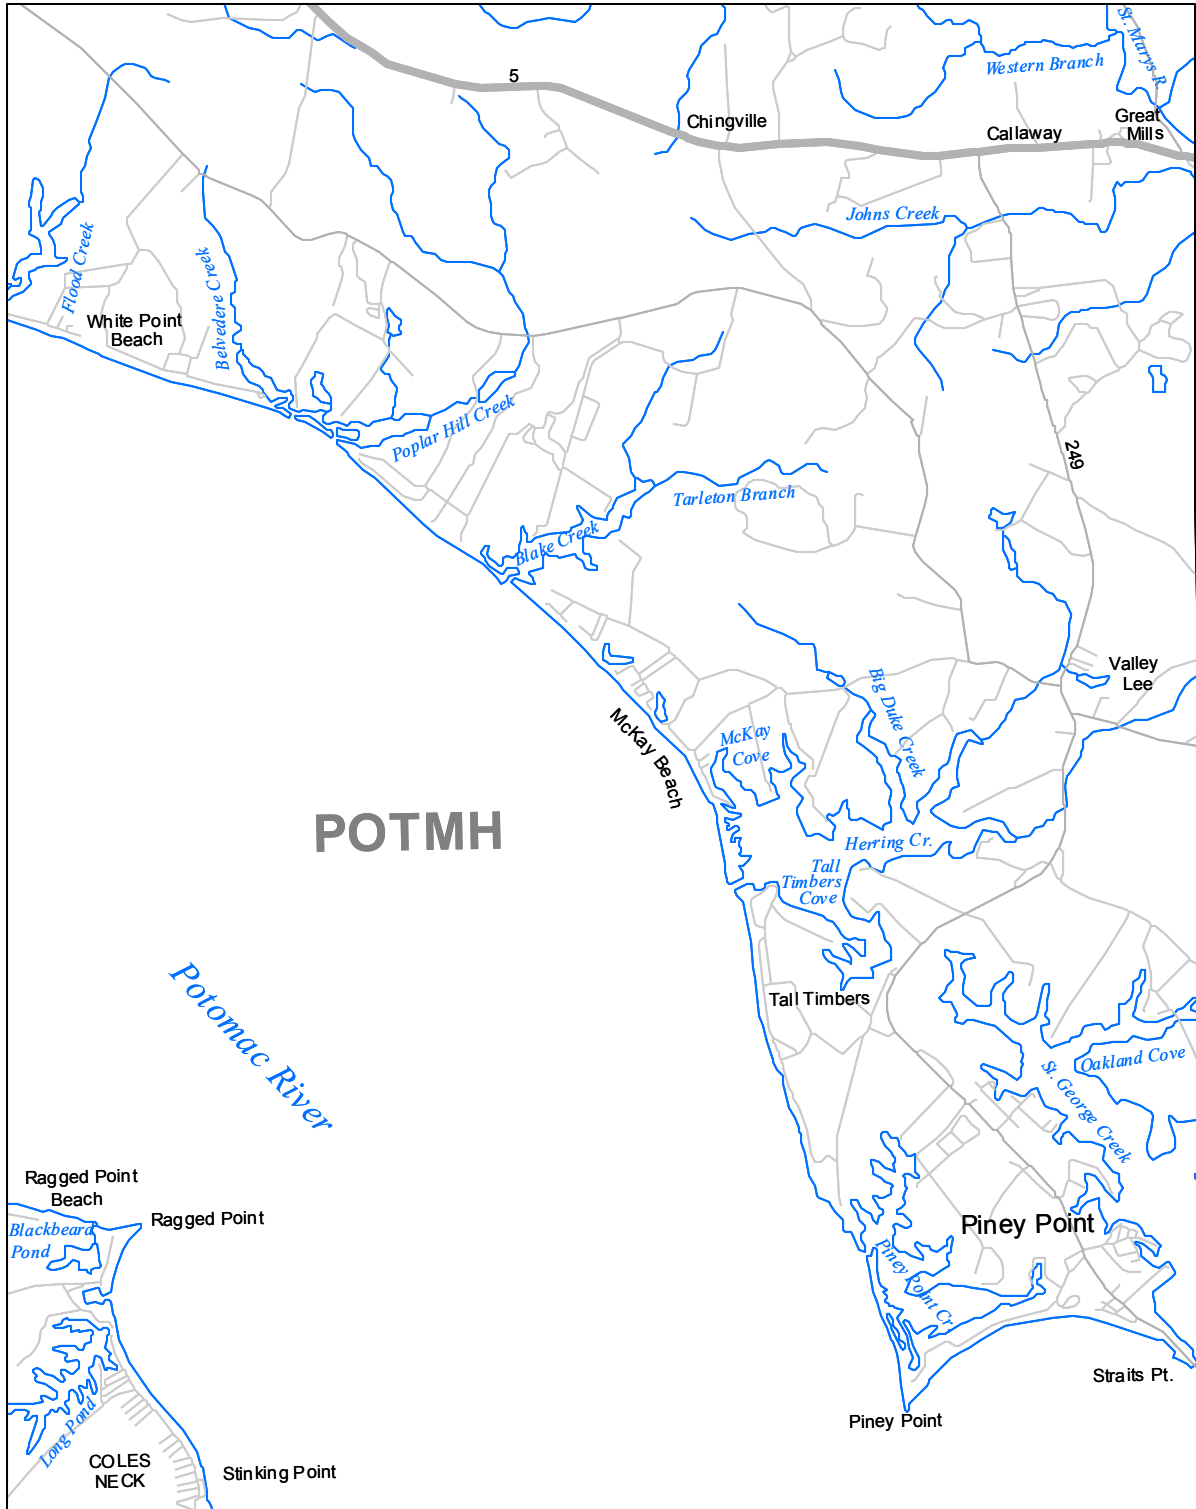 St. Marys R.
Western Branch
5
Chingville
Callaway
Great
Mills
Johns Creek
Flood Creek
Belvedere Creek
White Point
Beach
Poplar Hill Creek
249
Tarleton Branch
Blake Creek
Valley
Lee
Big Duke Creek
McKay Beach
McKay
Cove
POTMH
Herring Cr.
Tall
Timbers
Cove
Potomac River
Tall Timbers
Oakland Cove
St. George Creek
Ragged Point
Beach
Ragged Point
Blackbeard
Pond
Piney Point
Piney Point Cr.
Straits Pt.
Piney Point
Long Pond
COLES
NECK
Stinking Point